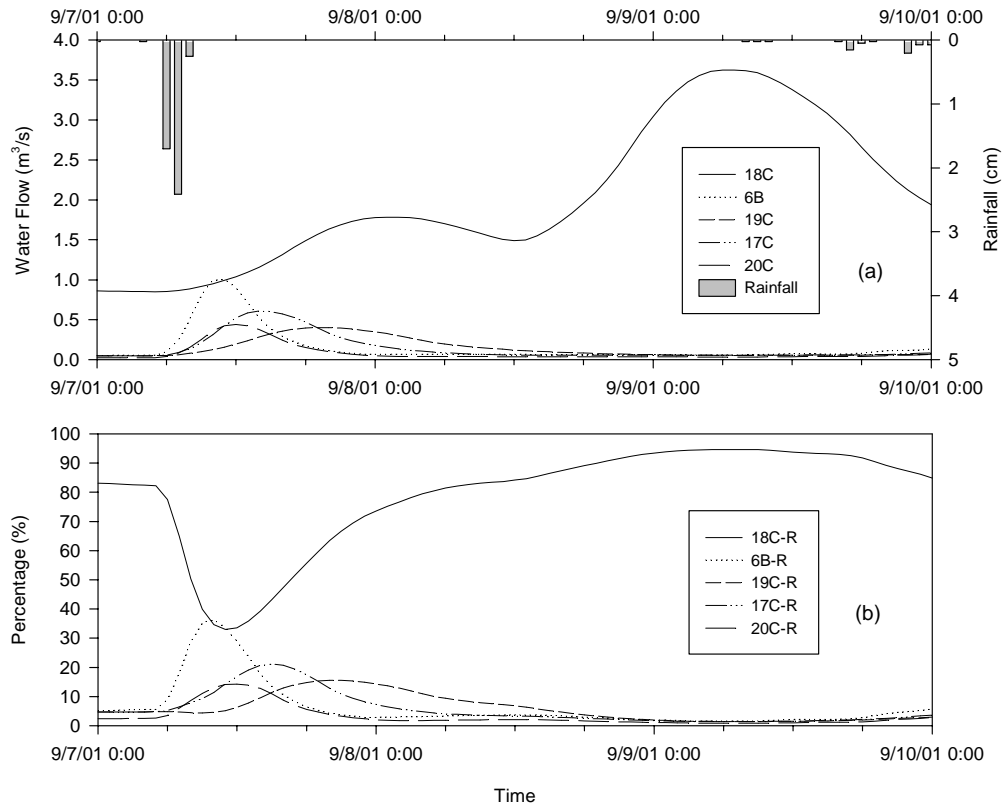 9/7/01 0:00 9/8/01 0:00 9/9/01 0:00 9/10/01 0:00
4.0
3.5
3.0
2.5
2.0
1.5
1.0
0.5
0.0
Water Flow (m³/s)
0
1
2
3
4
5
Rainfall (cm)
18C
6B
19C
17C
20C
Rainfall
(a)
9/7/01 0:00 9/8/01 0:00 9/9/01 0:00 9/10/01 0:00
100
90
80
70
60
50
40
30
20
10
0
Percentage (%)
18C-R
6B-R
19C-R
17C-R
20C-R
(b)
9/7/01 0:00 9/8/01 0:00 9/9/01 0:00 9/10/01 0:00
Time